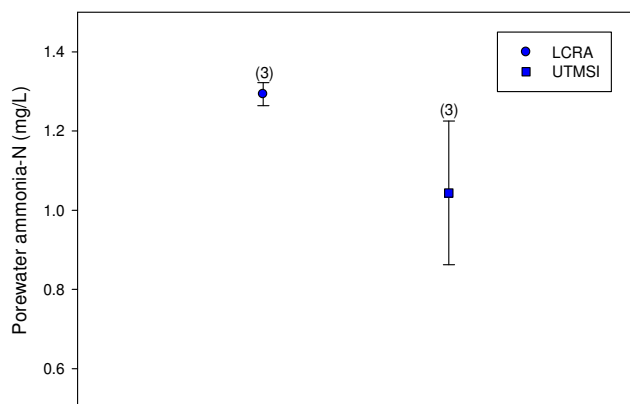 Porewater ammonia-N (mg/L)
1.4
1.2
1.0
0.8
0.6
(3)
(3)
LCRA
UTMSI